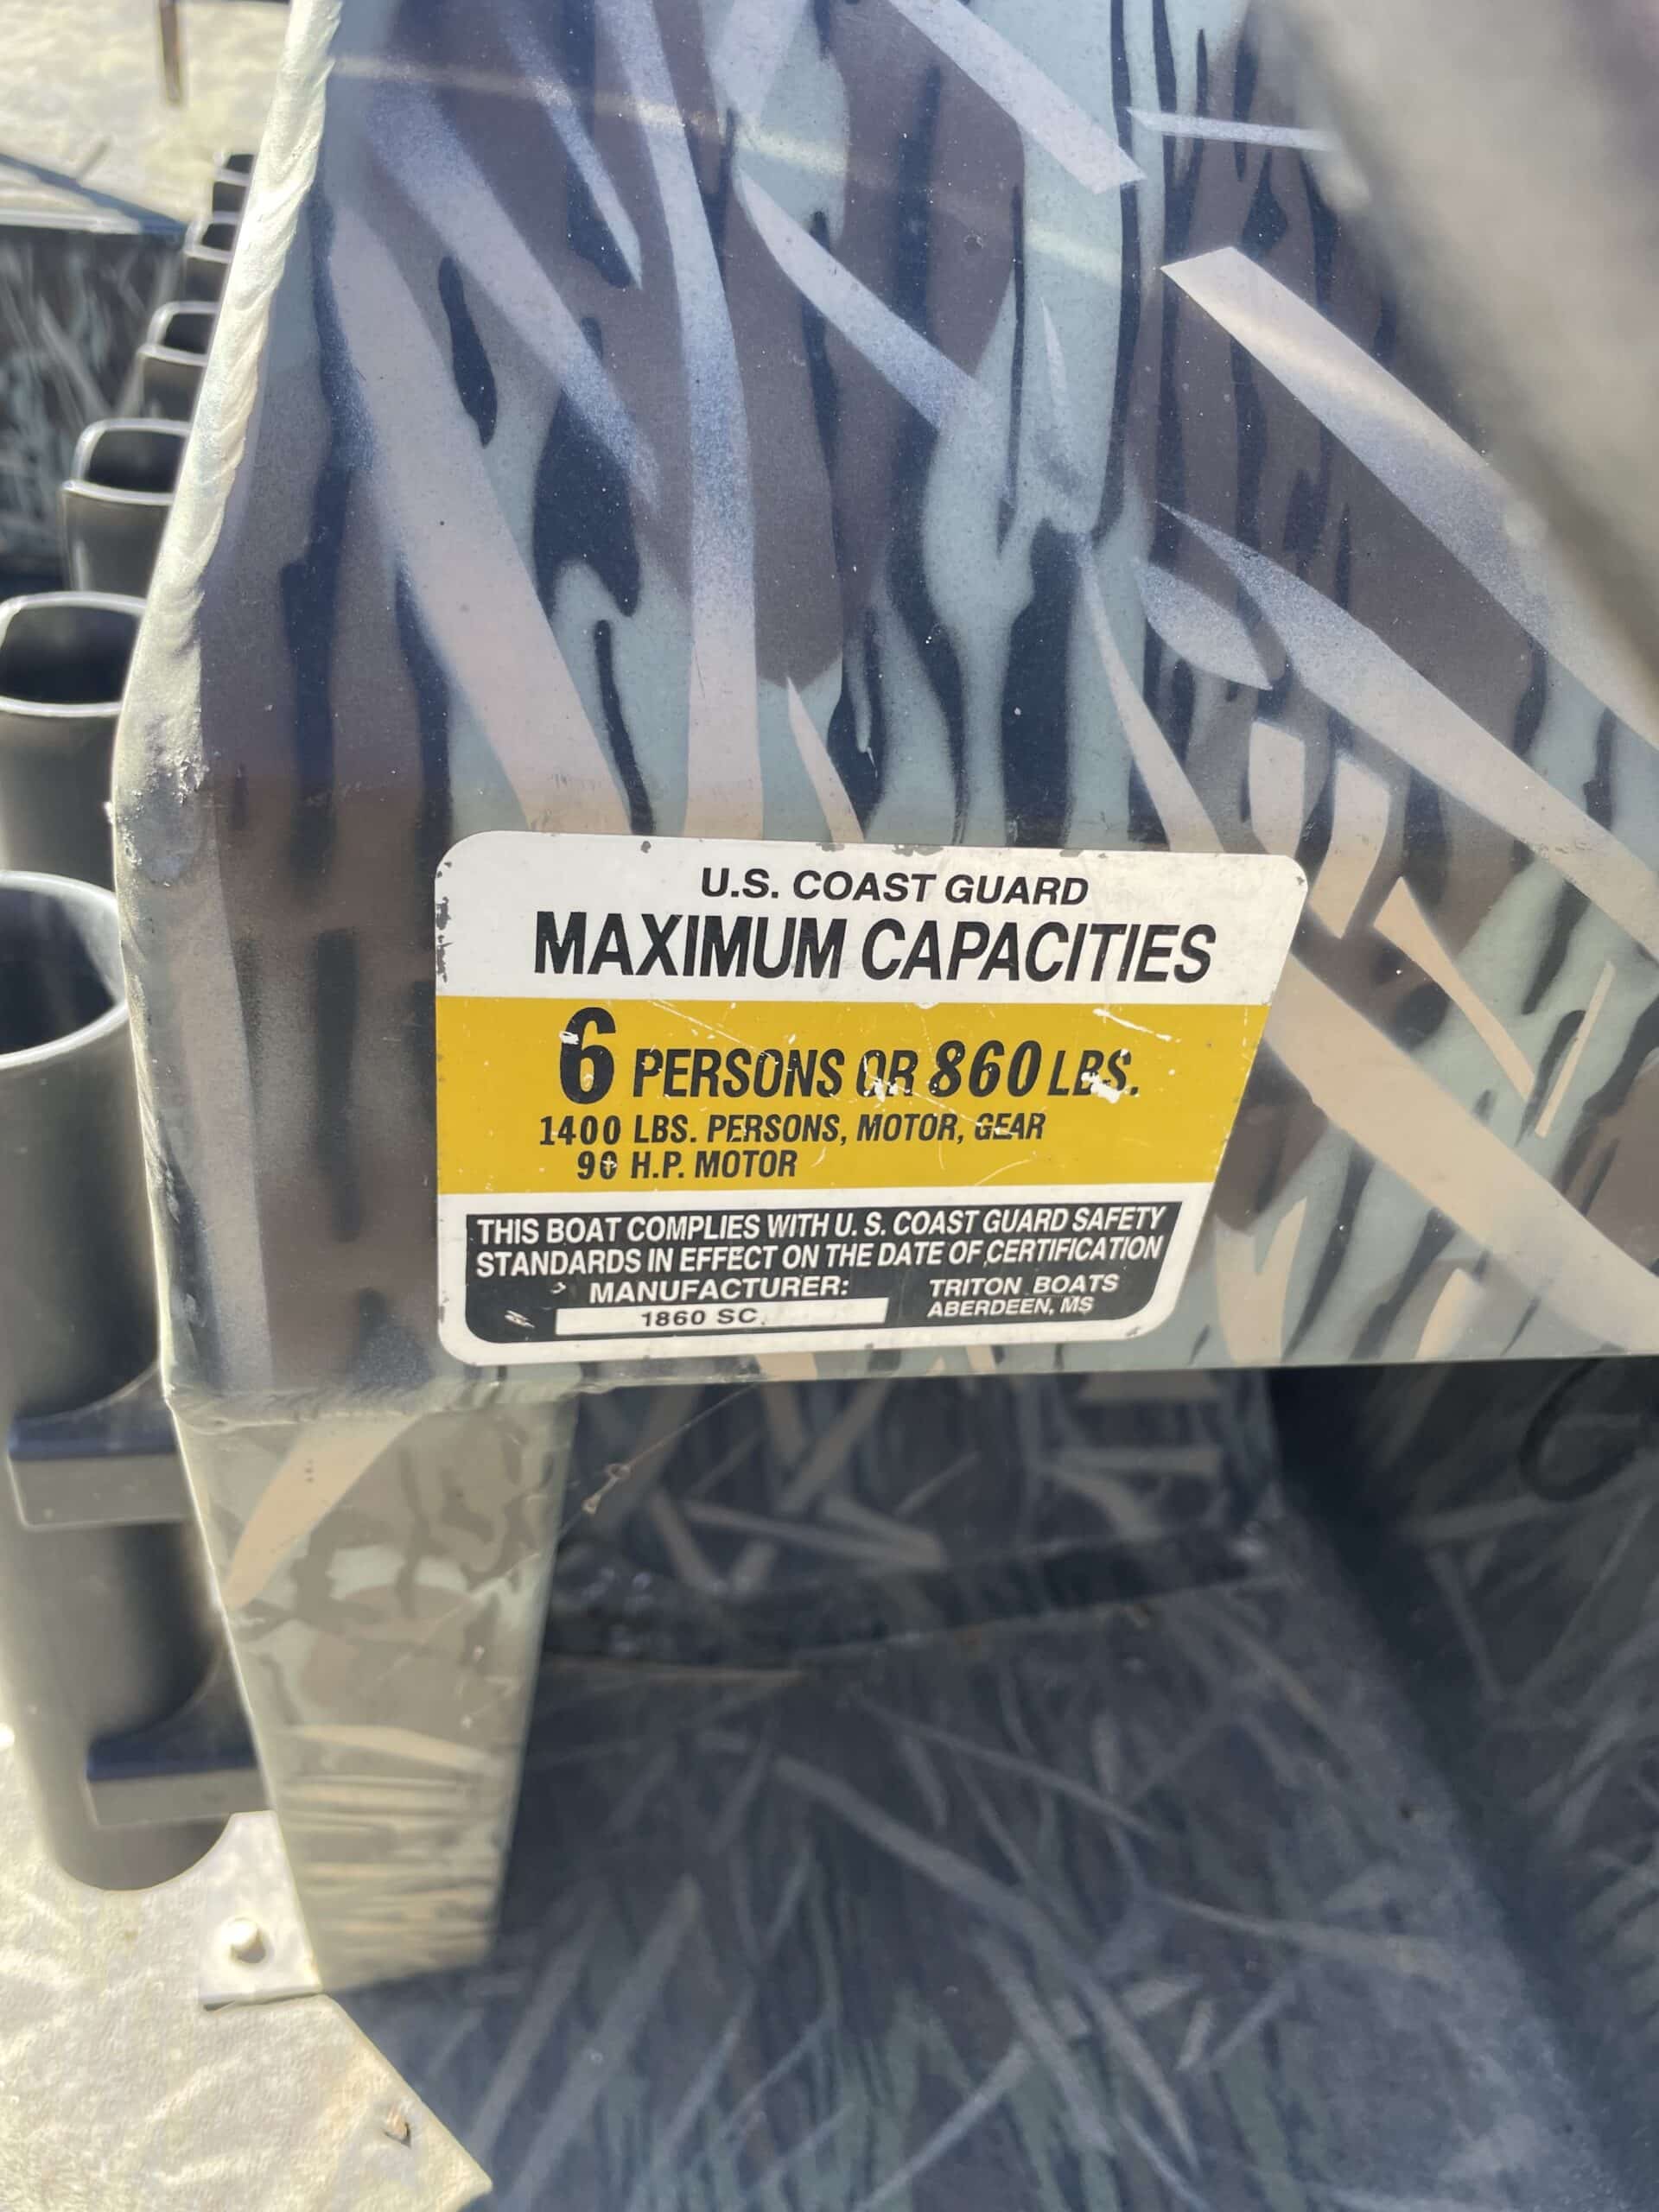 U.S. COAST GUARD
MAXIMUM CAPACITIES
6 PERSONS OR 860 LBS.
1400 LBS. PERSONS, MOTOR, GEAR
90 H.P. MOTOR
THIS BOAT COMPLIES WITH U. S. COAST GUARD SAFETY
STANDARDS IN EFFECT ON THE DATE OF CERTIFICATION
MANUFACTURER: TRITON BOATS
1860 SC. ABERDEEN, MS